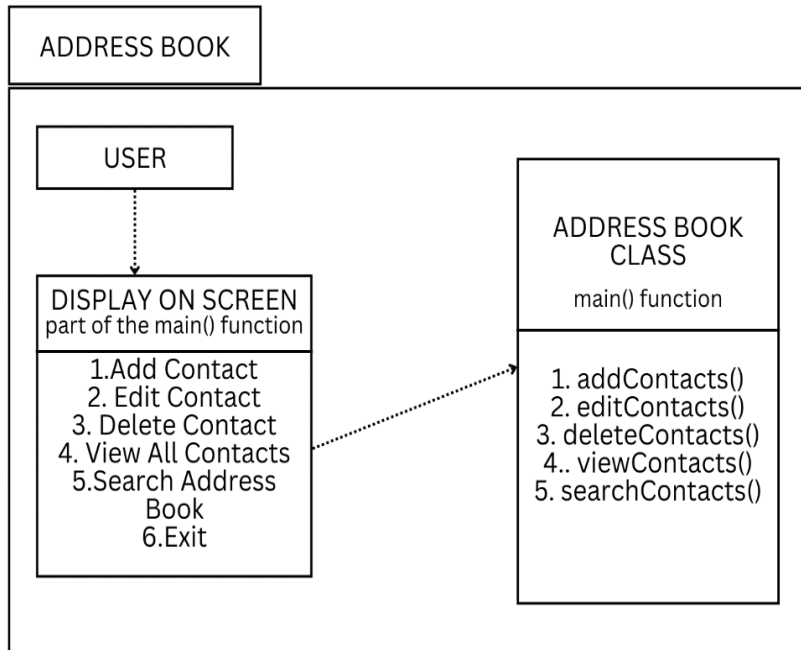 ADDRESS BOOK
USER
DISPLAY ON SCREEN
part of the main() function
1.Add Contact
2. Edit Contact
3. Delete Contact
4. View All Contacts
5.Search Address
Book
6.Exit
ADDRESS BOOK
CLASS
main() function
1. addContacts()
2. editContacts()
3. deleteContacts()
4.. viewContacts()
5. searchContacts()